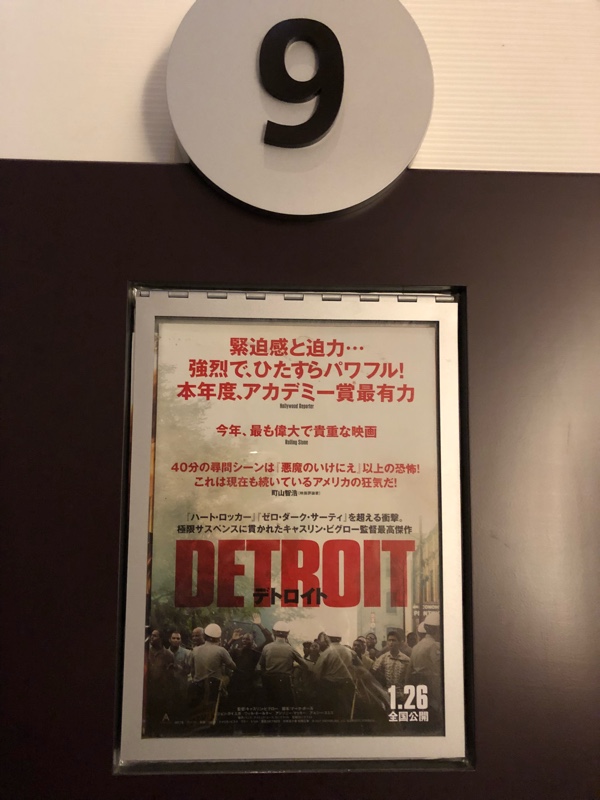 9
緊迫感と迫力…
強烈で、ひたすらパワフル!
本年度、アカデミー賞最有力
Hollywood Reporter
今年、最も偉大で貴重な映画
Rolling Stone
40分の尋問シーンは『悪魔のいけにえ』以上の恐怖!
これは現在も続いているアメリカの狂気だ!
町山智浩(映画評論家)
『ハート・ロッカー』『ゼロ・ダーク・サーティ』を超える衝撃。
極限サスペンスに貫かれたキャスリン・ビグロー監督最高傑作
DETROIT
デトロイト
1.26
全国公開